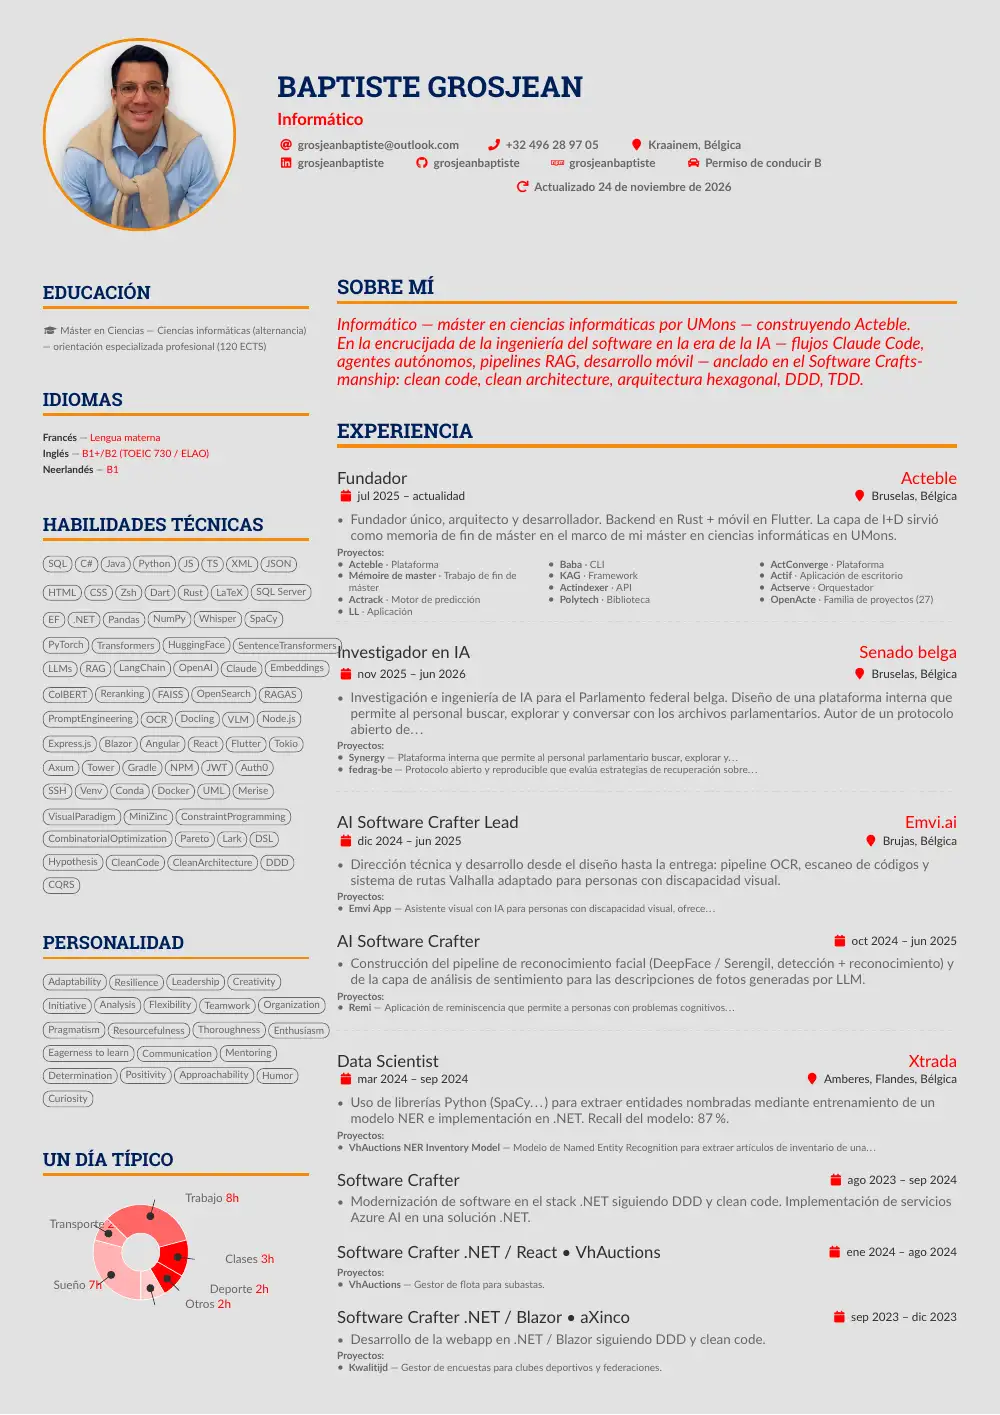 BAPTISTE GROSJEAN
Informático
grosjeanbaptiste@outlook.com +32 496 28 97 05 Kraainem, Bélgica
grosjeanbaptiste grosjeanbaptiste grosjeanbaptiste Permiso de conducir B
Actualizado 24 de noviembre de 2026
EDUCACIÓN
Máster en Ciencias — Ciencias informáticas (alternancia)
— orientación especializada profesional (120 ECTS)
IDIOMAS
Francés — Lengua materna
Inglés — B1+/B2 (TOEIC 730 / ELAO)
Neerlandés — B1
HABILIDADES TÉCNICAS
SQL C# Java Python JS TS XML JSON
HTML CSS Zsh Dart Rust LaTeX SQL Server
EF .NET Pandas NumPy Whisper SpaCy
PyTorch Transformers HuggingFace SentenceTransformers
LLMs RAG LangChain OpenAI Claude Embeddings
ColBERT Reranking FAISS OpenSearch RAGAS
PromptEngineering OCR Docling VLM Node.js
Express.js Blazor Angular React Flutter Tokio
Axum Tower Gradle NPM JWT Auth0
SSH Venv Conda Docker UML Merise
VisualParadigm MiniZinc ConstraintProgramming
CombinatorialOptimization Pareto Lark DSL
Hypothesis CleanCode CleanArchitecture DDD
CQRS
PERSONALIDAD
Adaptability Resilience Leadership Creativity
Initiative Analysis Flexibility Teamwork Organization
Pragmatism Resourcefulness Thoroughness Enthusiasm
Eagerness to learn Communication Mentoring
Determination Positivity Approachability Humor
Curiosity
UN DÍA TÍPICO
Trabajo 8h
Transporte
Clases 3h
Sueño 7h
Deporte 2h
Otros 2h
SOBRE MÍ
Informático — máster en ciencias informáticas por UMons — construyendo Acteble.
En la encrucijada de la ingeniería del software en la era de la IA — flujos Claude Code,
agentes autónomos, pipelines RAG, desarrollo móvil — anclado en el Software Crafts-
manship: clean code, clean architecture, arquitectura hexagonal, DDD, TDD.
EXPERIENCIA
Fundador Acteble
jul 2025 – actualidad Bruselas, Bélgica
• Fundador único, arquitecto y desarrollador. Backend en Rust + móvil en Flutter. La capa de I+D sirvió
como memoria de fin de máster en el marco de mi máster en ciencias informáticas en UMons.
Proyectos:
• Acteble · Plataforma
• Mémoire de master · Trabajo de fin de
máster
• Actrack · Motor de predicción
• LL · Aplicación
• Baba · CLI
• KAG · Framework
• Actindexer · API
• Polytech · Biblioteca
• ActConverge · Plataforma
• Actif · Aplicación de escritorio
• Actserve · Orquestador
• OpenActe · Familia de proyectos (27)
Investigador en IA Senado belga
nov 2025 – jun 2026 Bruselas, Bélgica
• Investigación e ingeniería de IA para el Parlamento federal belga. Diseño de una plataforma interna que
permite al personal buscar, explorar y conversar con los archivos parlamentarios. Autor de un protocolo
abierto de…
Proyectos:
• Synergy — Plataforma interna que permite al personal parlamentario buscar, explorar y…
• fedrag-be — Protocolo abierto y reproducible que evalúa estrategias de recuperación sobre…
AI Software Crafter Lead Emvi.ai
dic 2024 – jun 2025 Brujas, Bélgica
• Dirección técnica y desarrollo desde el diseño hasta la entrega: pipeline OCR, escaneo de códigos y
sistema de rutas Valhalla adaptado para personas con discapacidad visual.
Proyectos:
• Emvi App — Asistente visual con IA para personas con discapacidad visual, ofrece…
AI Software Crafter oct 2024 – jun 2025
• Construcción del pipeline de reconocimiento facial (DeepFace / Serengil, detección + reconocimiento) y
de la capa de análisis de sentimiento para las descripciones de fotos generadas por LLM.
Proyectos:
• Remi — Aplicación de reminiscencia que permite a personas con problemas cognitivos…
Data Scientist Xtrada
mar 2024 – sep 2024 Amberes, Flandes, Bélgica
• Uso de librerías Python (SpaCy…) para extraer entidades nombradas mediante entrenamiento de un
modelo NER e implementación en .NET. Recall del modelo: 87 %.
Proyectos:
• VhAuctions NER Inventory Model — Modelo de Named Entity Recognition para extraer artículos de inventario de una…
Software Crafter ago 2023 – sep 2024
• Modernización de software en el stack .NET siguiendo DDD y clean code. Implementación de servicios
Azure AI en una solución .NET.
Software Crafter .NET / React • VhAuctions ene 2024 – ago 2024
Proyectos:
• VhAuctions — Gestor de flota para subastas.
Software Crafter .NET / Blazor • aXinco sep 2023 – dic 2023
• Desarrollo de la webapp en .NET / Blazor siguiendo DDD y clean code.
Proyectos:
• Kwalitijd — Gestor de encuestas para clubes deportivos y federaciones.